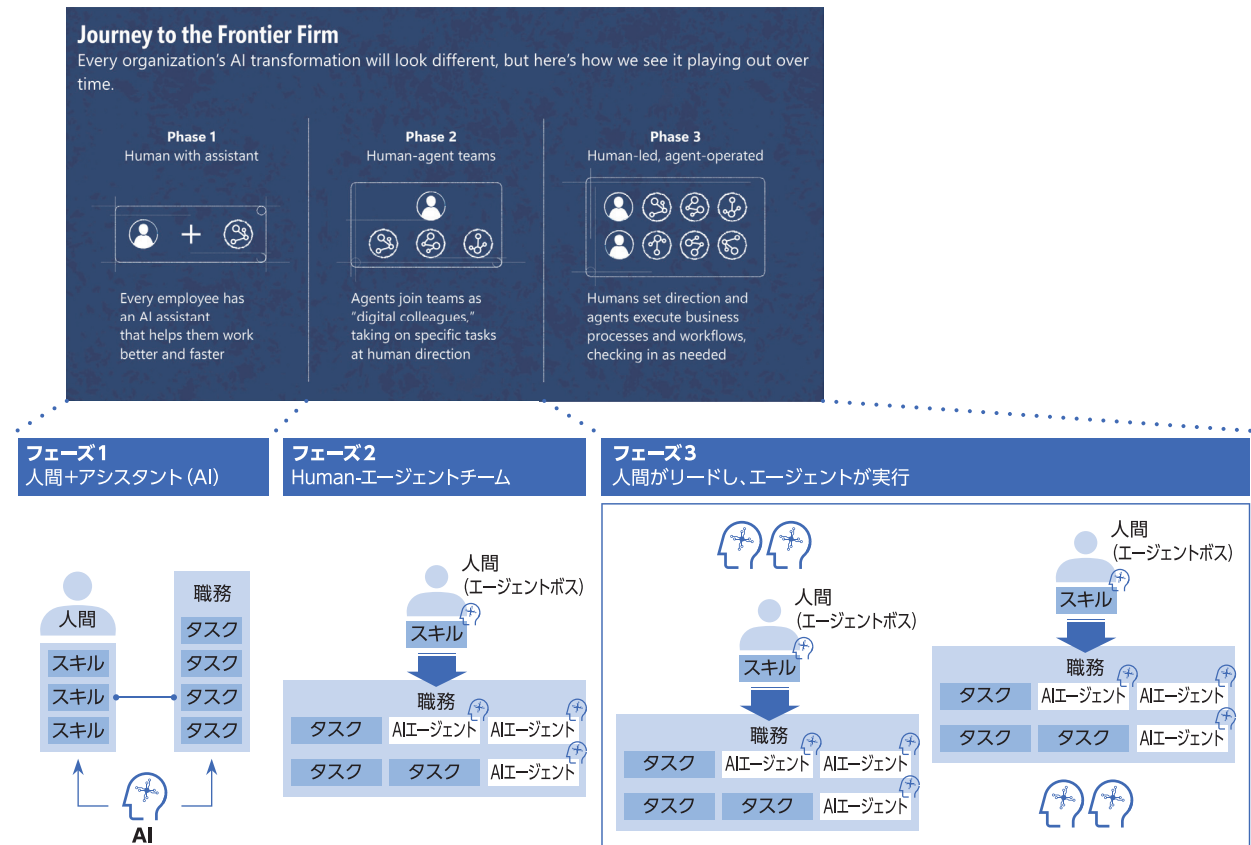 Journey to the Frontier Firm
Every organization's AI transformation will look different, but here's how we see it playing out over
time.
Phase 1
Human with assistant
Every employee has
an AI assistant
that helps them work
better and faster
Phase 2
Human-agent teams
Agents join teams as
"digital colleagues,"
taking on specific tasks
at human direction
Phase 3
Human-led, agent-operated
Humans set direction and
agents execute business
processes and workflows,
checking in as needed
フェーズ1
人間＋アシスタント（AI）
人間
スキル
スキル
スキル
職務
タスク
タスク
タスク
タスク
AI
フェーズ2
Human-エージェントチーム
人間
（エージェントボス）
スキル
職務
タスク AIエージェント AIエージェント
タスク タスク AIエージェント
フェーズ3
人間がリードし、エージェントが実行
人間
（エージェントボス）
スキル
職務
タスク AIエージェント AIエージェント
タスク タスク AIエージェント
人間
（エージェントボス）
スキル
職務
タスク AIエージェント AIエージェント
タスク タスク AIエージェント